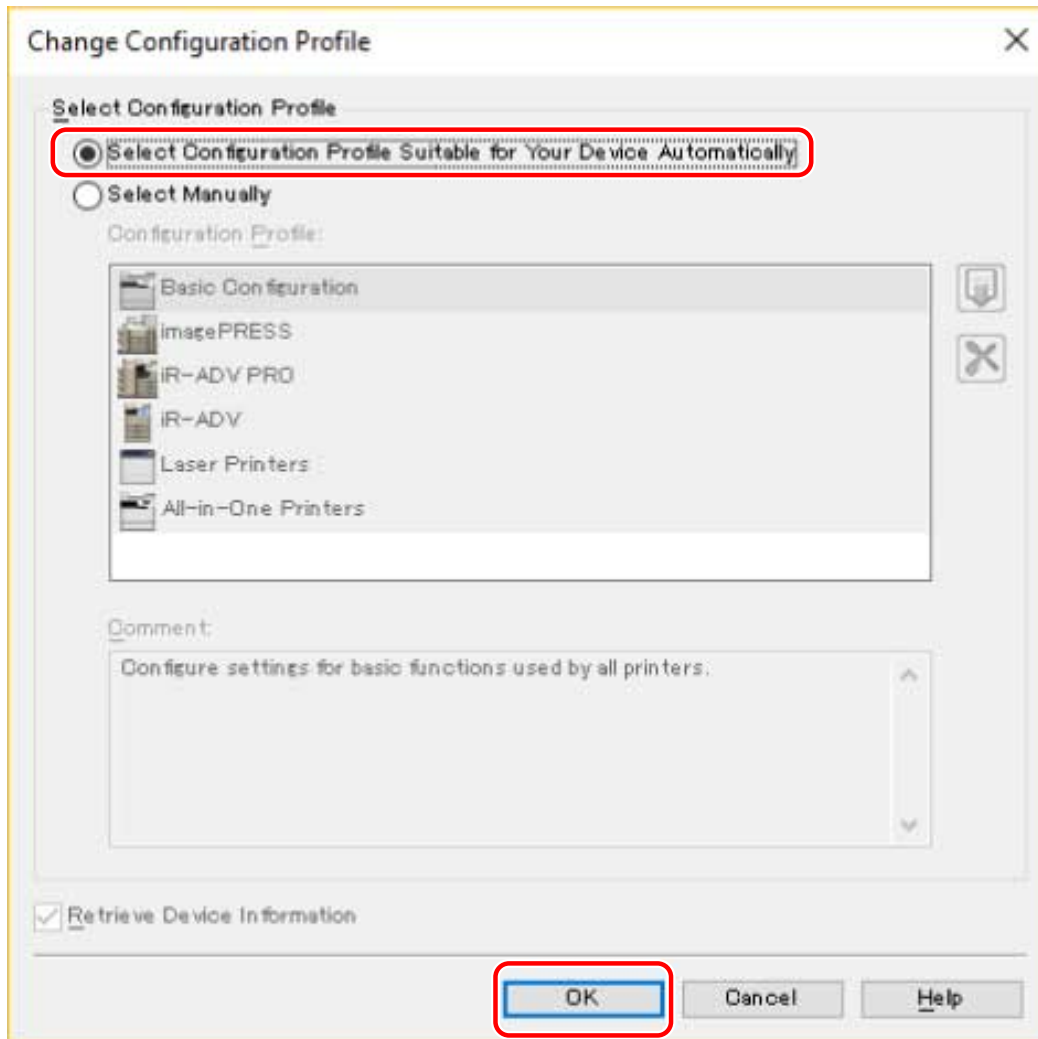 Change Configuration Profile
Select Configuration Profile
Select Configuration Profile Suitable for Your Device Automatically
Select Manually
Configuration Profile:
Basic Configuration
imagePRESS
iR-ADV PRO
iR-ADV
Laser Printers
All-in-One Printers
Comment:
Configure settings for basic functions used by all printers.
Retrieve Device Information
OK Cancel Help